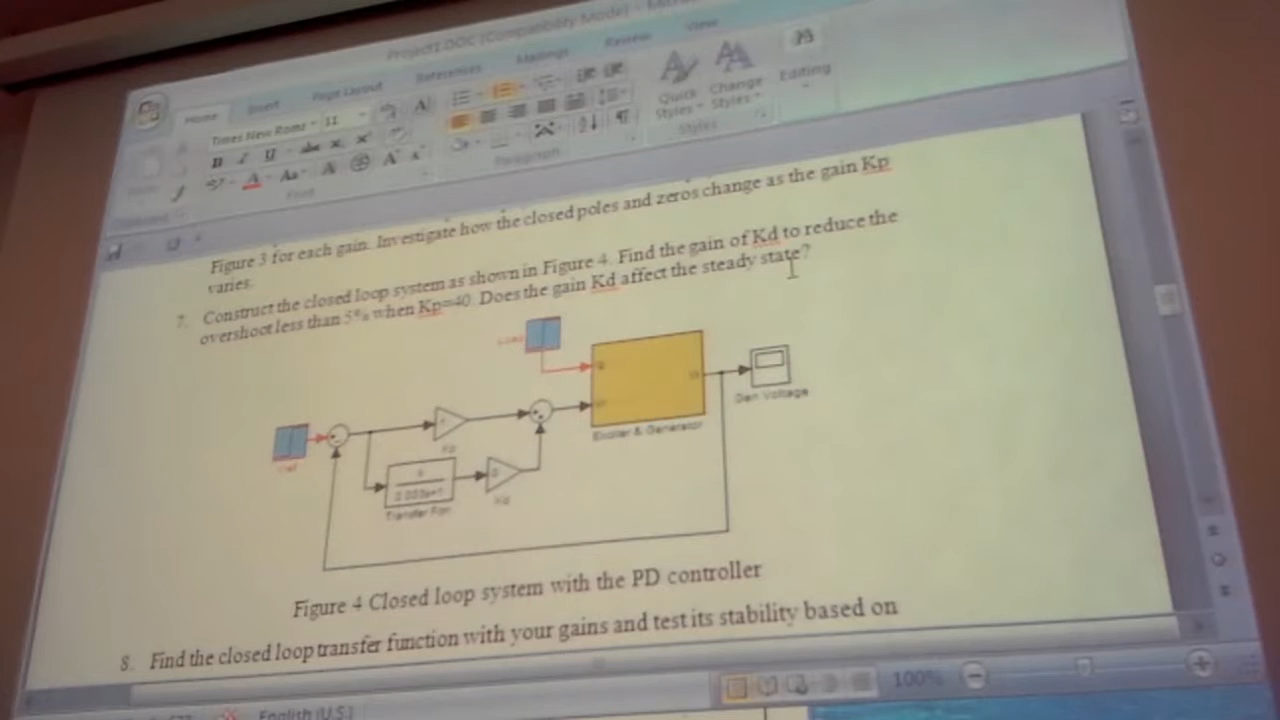 Project1.DOC [Compatibility Mode] -
Home Insert Page Layout References Mailings Review View
Times New Roma 11
Quick Styles Change Styles Editing
Font Paragraph Styles
Figure 3 for each gain. Investigate how the closed poles and zeros change as the gain Kp
varies.
7. Construct the closed loop system as shown in Figure 4. Find the gain of Kd to reduce the
overshoot less than 5% when Kp=40. Does the gain Kd affect the steady state?
Exciter & Generator
Gen Voltage
Kp
Transfer Fcn
Kd
Figure 4 Closed loop system with the PD controller
8. Find the closed loop transfer function with your gains and test its stability based on
100%
English (U.S.)